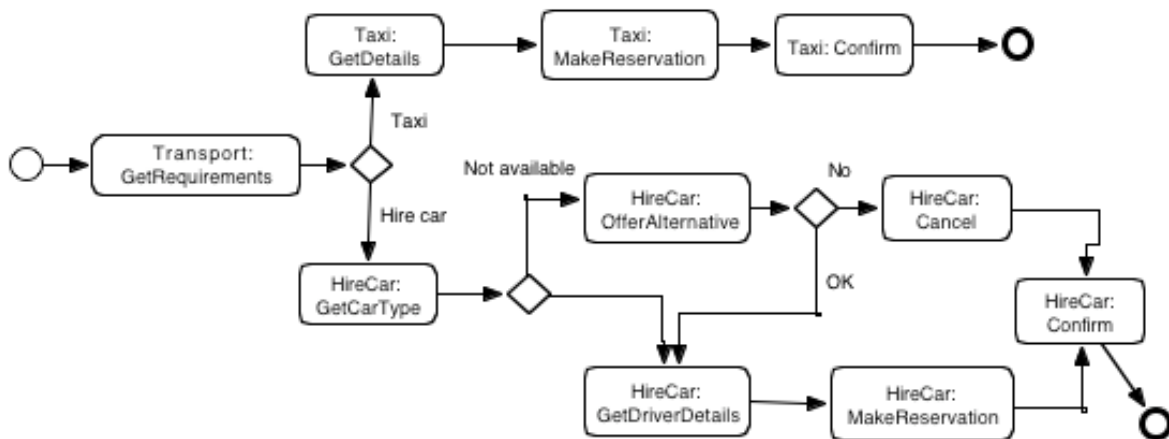 Taxi:
GetDetails
Taxi:
MakeReservation
Taxi: Confirm
Taxi
Transport:
GetRequirements
Hire car
Not available
HireCar:
OfferAlternative
No
HireCar:
Cancel
HireCar:
GetCarType
OK
HireCar:
Confirm
HireCar:
GetDriverDetails
HireCar:
MakeReservation